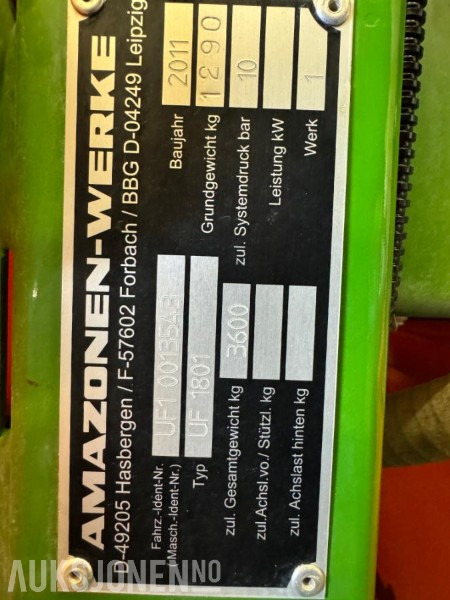 AMAZONEN-WERKE
D-49205 Hasbergen / F-57602 Forbach / BBG D-04249 Leipzig
Fahrz.-Ident-Nr.
(Masch.-Ident-Nr.)
Typ
UF 1801
zul. Gesamtgewicht kg 3600
zul.Achsl.vo./ Stützl. kg
zul. Achslast hinten kg
Baujahr 2011
Grundgewicht kg 1290
zul. Systemdruck bar 10
Leistung kW
Werk 1
AUKSJONEN.NO